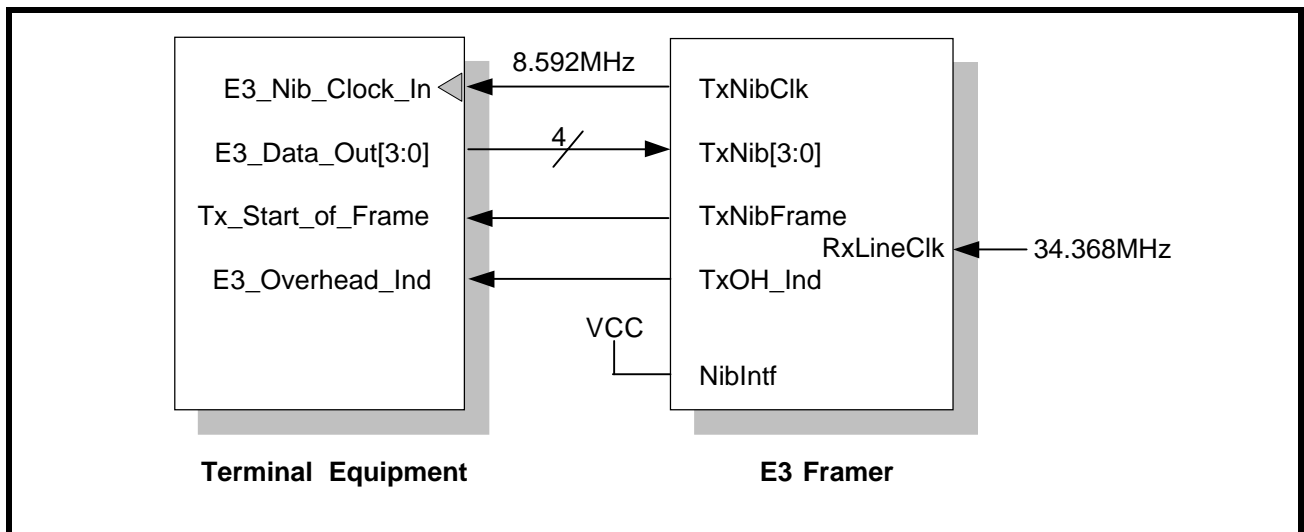 8.592MHz
E3_Nib_Clock_In
TxNibClk
E3_Data_Out[3:0]
4
TxNib[3:0]
Tx_Start_of_Frame
TxNibFrame
RxLineClk
34.368MHz
E3_Overhead_Ind
TxOH_Ind
VCC
NibIntf
Terminal Equipment
E3 Framer